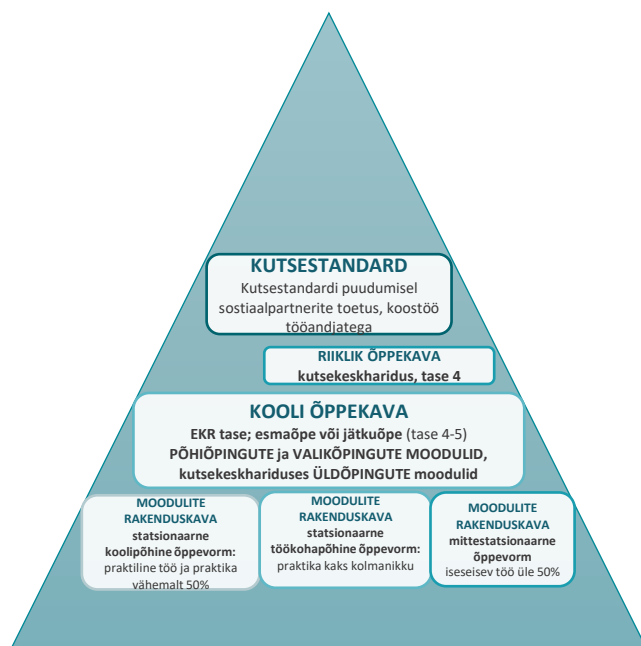 KUTSESTANDARD
Kutsestandardi puudumisel
sostiaalpartnerite toetus, koostöö
tööandjatega
RIIKLIK ÕPPEKAVA
kutsekeskharidus, tase 4
KOOLI ÕPPEKAVA
EKR tase; esmaõpe või jätkuõpe (tase 4-5)
PÕHIÕPINGUTE ja VALIKÕPINGUTE MOODULID,
kutsekeskhariduses ÜLDÕPINGUTE moodulid
MOODULITE
RAKENDUSKAVA
statsionaarne
koolipõhine õppevorm:
praktiline töö ja praktika
vähemalt 50%
MOODULITE
RAKENDUSKAVA
statsionaarne
töökohapõhine õppevorm:
praktika kaks kolmanikku
MOODULITE
RAKENDUSKAVA
mittestatsionaarne
õppevorm
iseseisev töö üle 50%